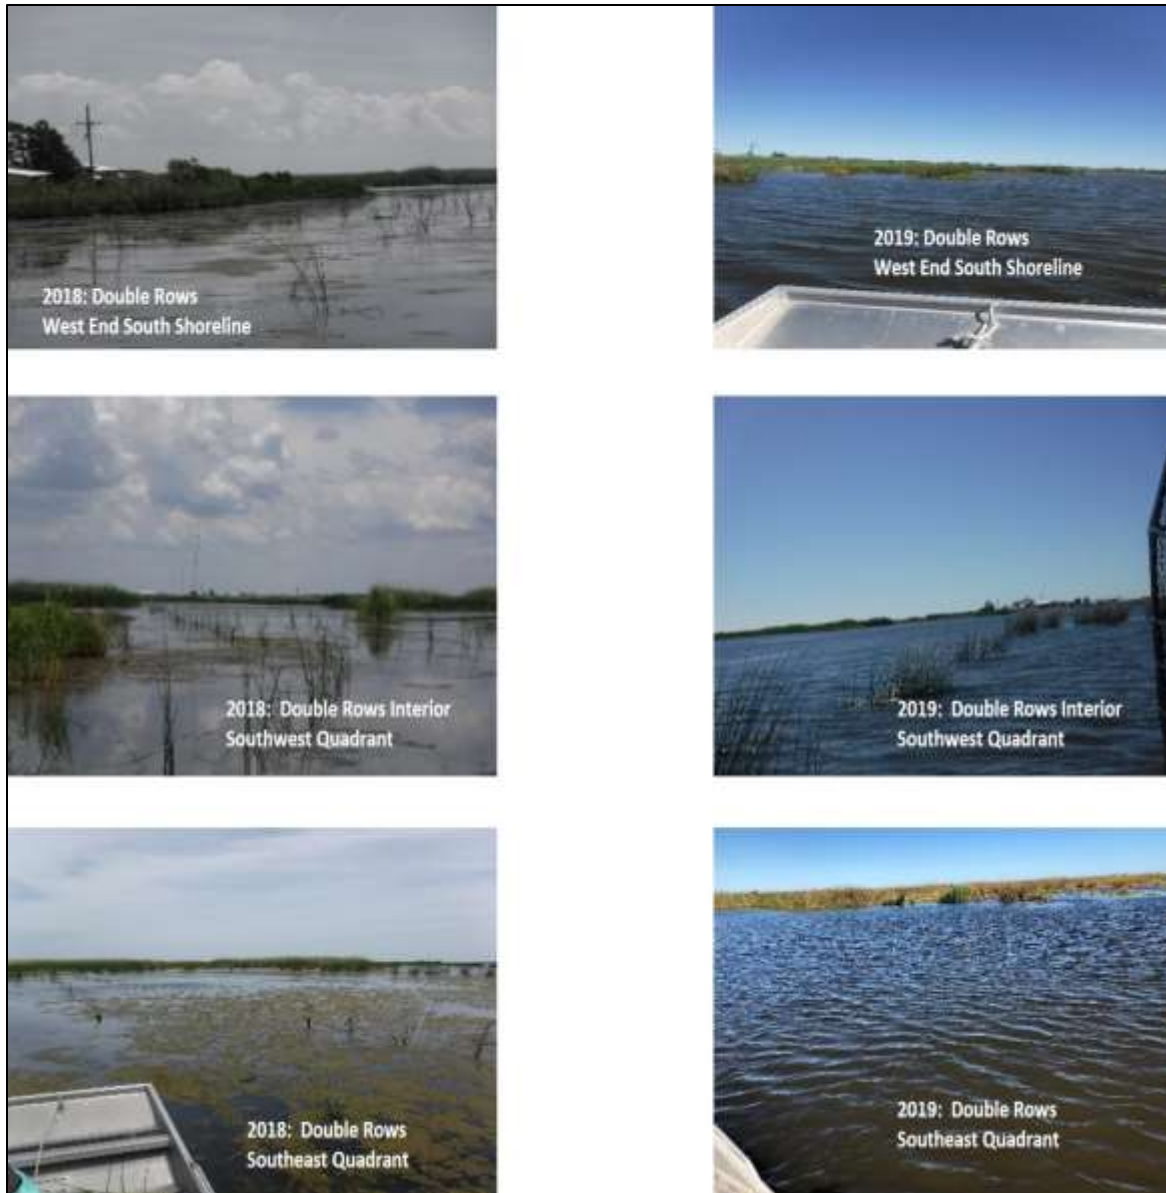 2018: Double Rows
West End South Shoreline
2019: Double Rows
West End South Shoreline
2018: Double Rows Interior
Southwest Quadrant
2019: Double Rows Interior
Southwest Quadrant
2018: Double Rows
Southeast Quadrant
2019: Double Rows
Southeast Quadrant